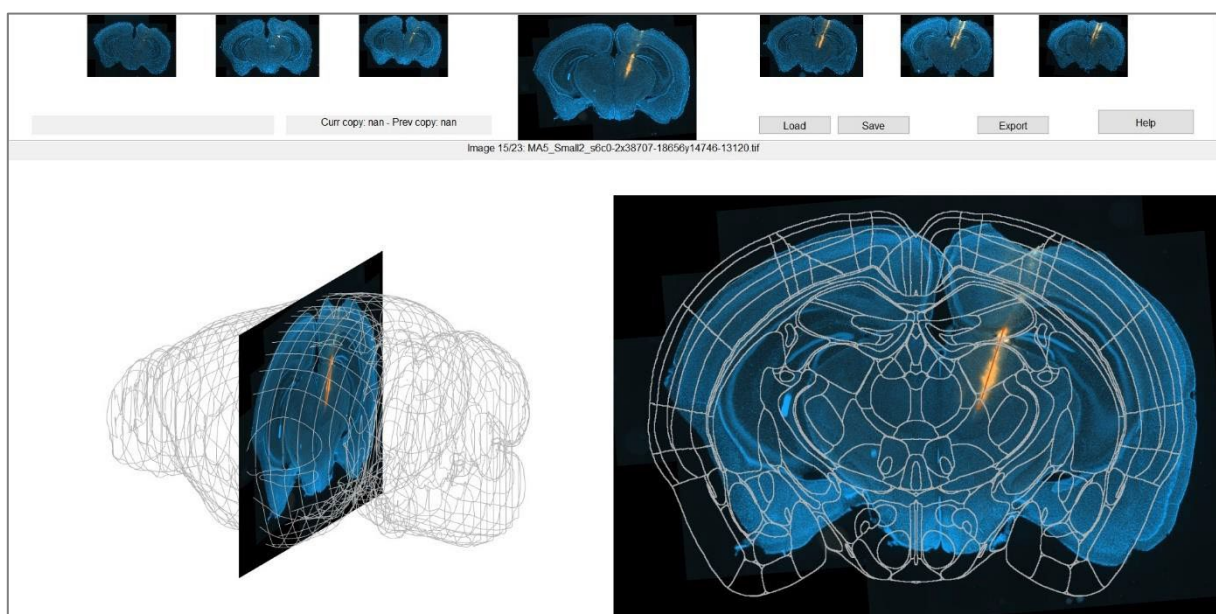 Curr copy: nan - Prev copy: nan
Load
Save
Export
Help
Image 15/23: MA5_Small2_s6c0-2x38707-18656y14746-13120.tif